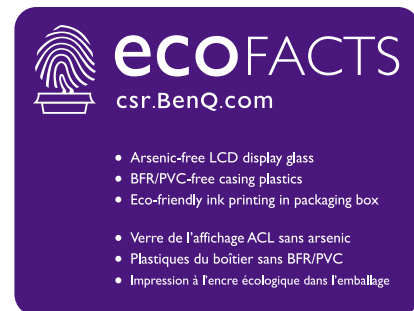 ecoFACTS
csr.BenQ.com
• Arsenic-free LCD display glass
• BFR/PVC-free casing plastics
• Eco-friendly ink printing in packaging box
• Verre de l'affichage ACL sans arsenic
• Plastiques du boîtier sans BFR/PVC
• Impression à l'encre écologique dans l'emballage